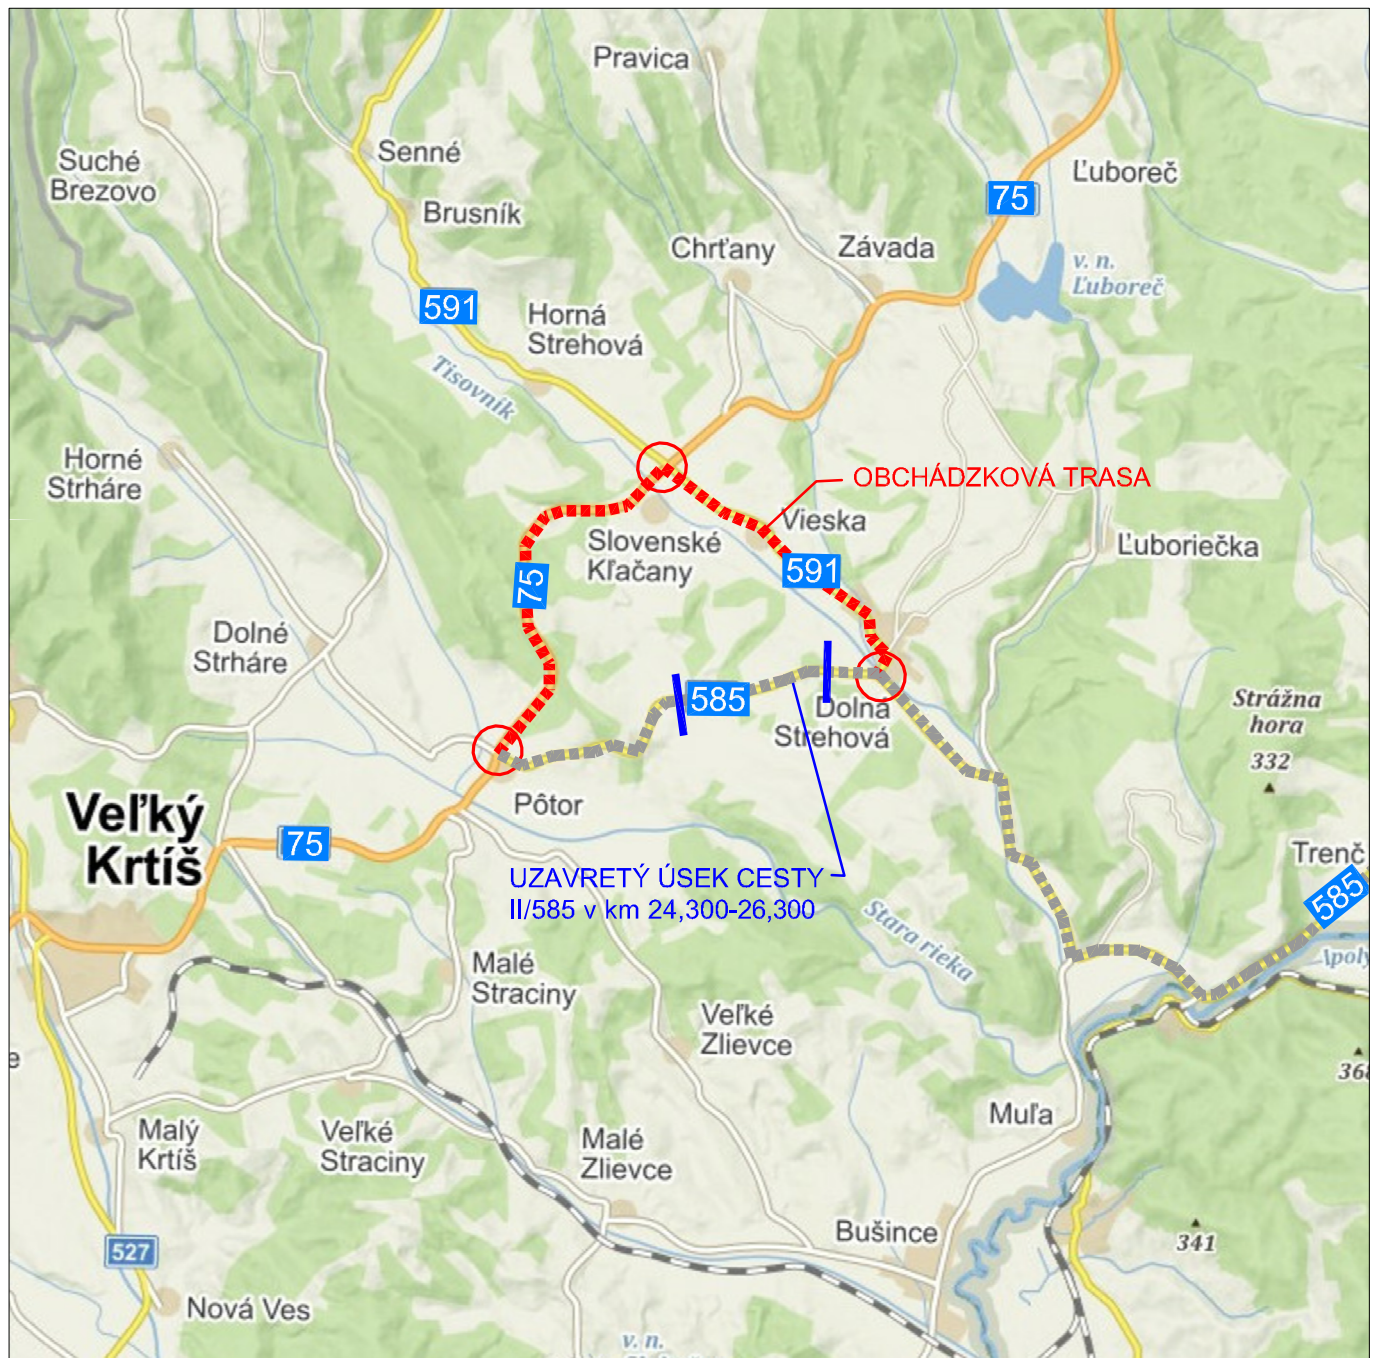 Pravica
Senné
Suché
Brezovo
Ľuboreč
75
Brusník
Chrťany
Závada
v. n.
Ľuboreč
591
Horná
Strehová
Tisovník
Horné
Strháre
OBCHÁDZKOVÁ TRASA
Vieska
Slovenské
Kľačany
Ľuboriečka
591
75
Dolné
Strháre
585
Dolná
Strehová
Strážna
hora
332
Pôtor
Veľký
Krtíš
75
Trenč
585
UZAVRETÝ ÚSEK CESTY
II/585 v km 24,300-26,300
Stara rieka
Malé
Straciny
Veľké
Zlievce
Muľa
Malý
Krtíš
Veľké
Straciny
Malé
Zlievce
Bušince
341
527
Nová Ves
v. n.